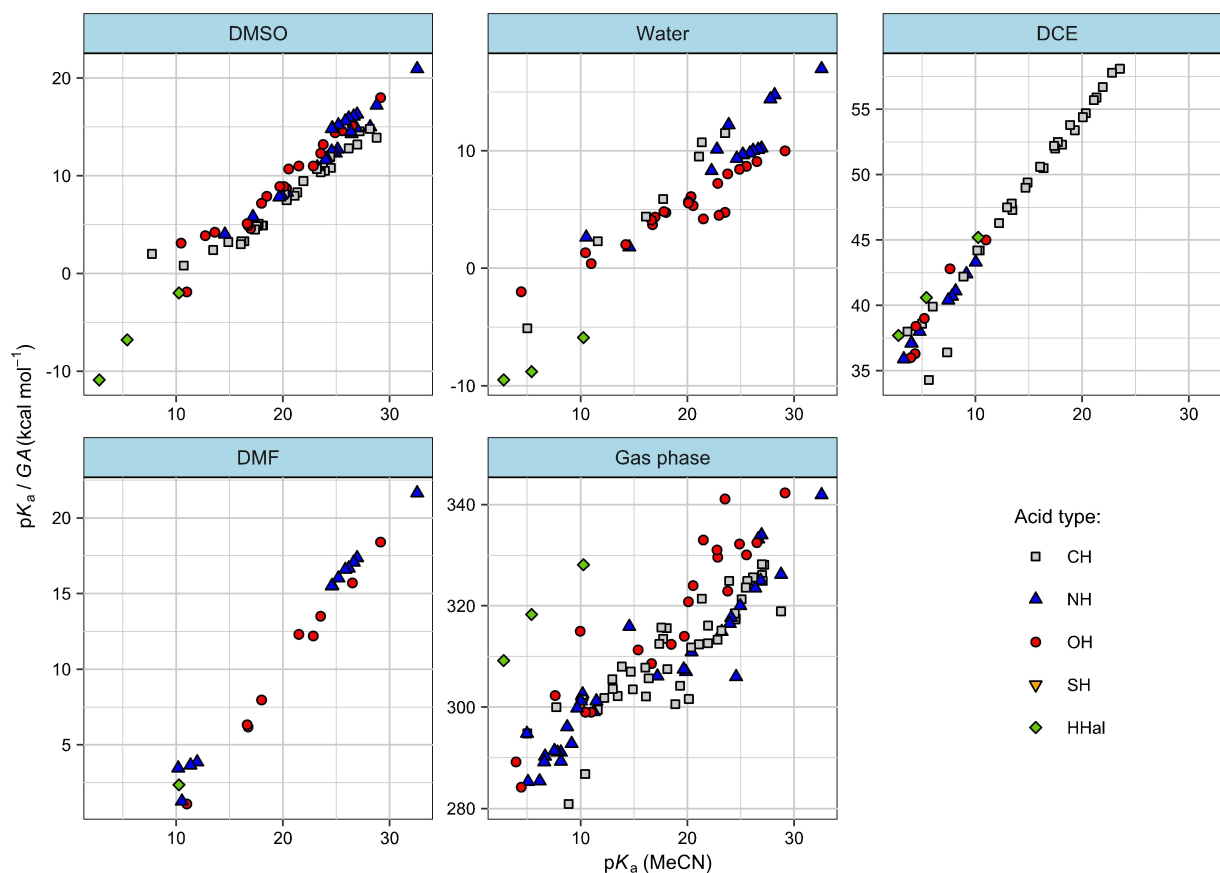 DMSO
Water
DCE
20
10
0
-10
10
20
30
10
0
-10
10
20
30
55
50
45
40
35
10
20
30
pKa / GA(kcal mol⁻¹)
DMF
Gas phase
20
15
10
5
10
20
30
340
320
300
280
10
20
30
pKa (MeCN)
Acid type:
CH
NH
OH
SH
HHal